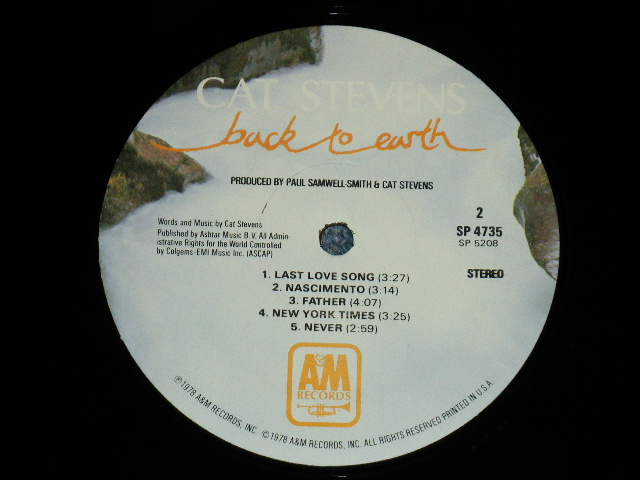 CAT STEVENS
back to earth
PRODUCED BY PAUL SAMWELL-SMITH & CAT STEVENS
Words and Music by Cat Stevens
Published by Ashtar Music B.V. All Admin-
istrative Rights for the World Controlled
by Colgems-EMI Music Inc. (ASCAP)
2
SP 4735
SP 5208
STEREO
1. LAST LOVE SONG (3:27)
2. NASCIMENTO (3:14)
3. FATHER (4:07)
4. NEW YORK TIMES (3:25)
5. NEVER (2:59)
A&M
RECORDS
℗1978 A&M RECORDS, INC. ©1978 A&M RECORDS, INC. ALL RIGHTS RESERVED PRINTED IN U.S.A.